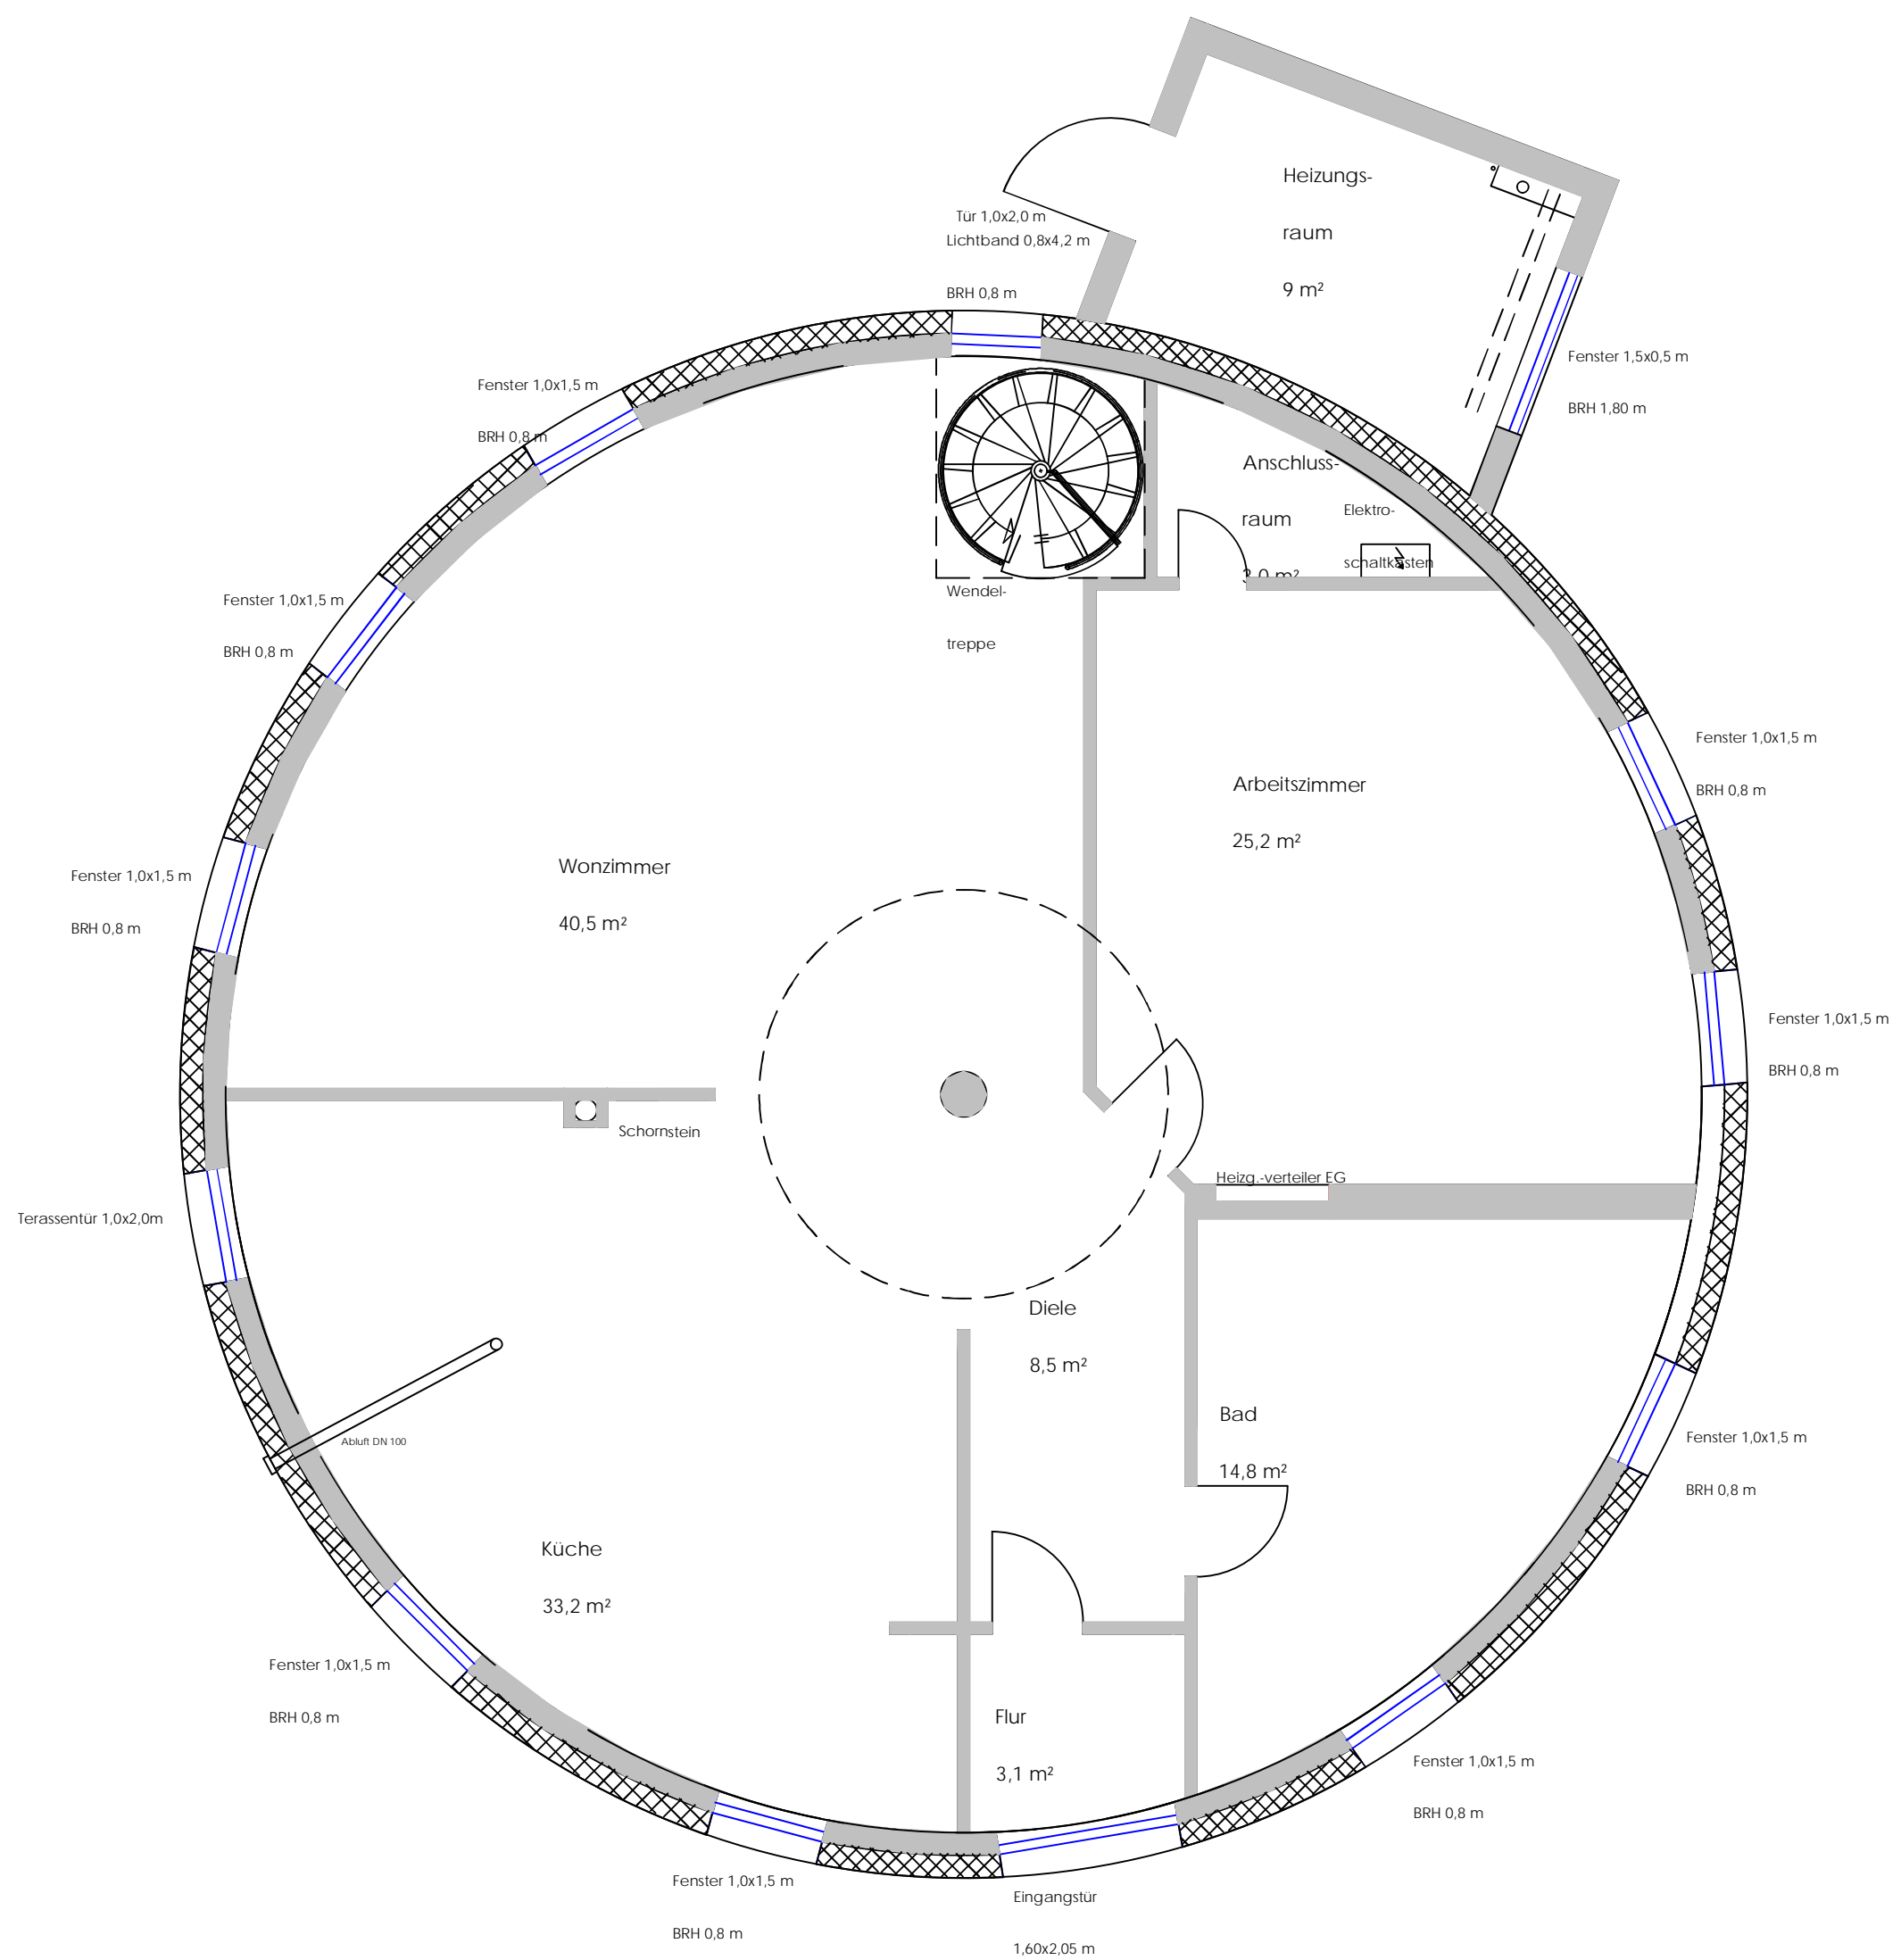 Heizungs-
raum
9 m²
Tür 1,0x2,0 m
Lichtband 0,8x4,2 m
BRH 0,8 m
Fenster 1,5x0,5 m
BRH 1,80 m
Fenster 1,0x1,5 m
BRH 0,8 m
Anschluss-
raum
3,0 m²
Elektro-
schaltkasten
Wendel-
treppe
Fenster 1,0x1,5 m
BRH 0,8 m
Fenster 1,0x1,5 m
BRH 0,8 m
Arbeitszimmer
25,2 m²
Wonzimmer
40,5 m²
Fenster 1,0x1,5 m
BRH 0,8 m
Fenster 1,0x1,5 m
BRH 0,8 m
Schornstein
Heizg.-verteiler EG
Terassentür 1,0x2,0m
Diele
8,5 m²
Bad
14,8 m²
Abluft DN 100
Fenster 1,0x1,5 m
BRH 0,8 m
Küche
33,2 m²
Fenster 1,0x1,5 m
BRH 0,8 m
Flur
3,1 m²
Fenster 1,0x1,5 m
BRH 0,8 m
Fenster 1,0x1,5 m
BRH 0,8 m
Eingangstür
1,60x2,05 m